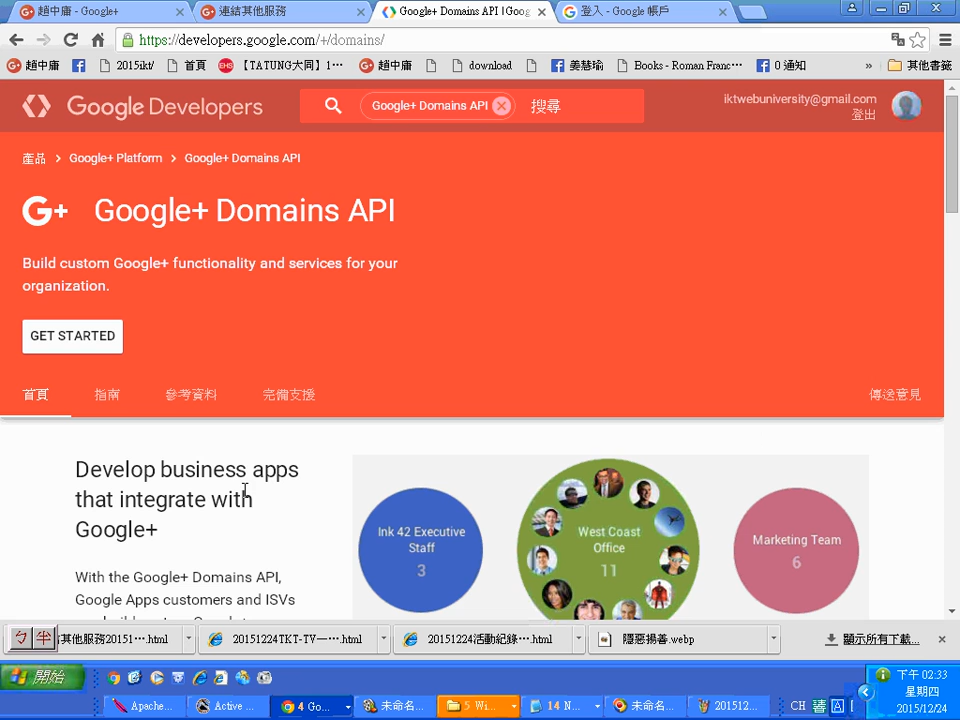 趙中庸 - Google+
連結其他服務
Google+ Domains API | Goog
登入 - Google 帳戶
https://developers.google.com/+/domains/
趙中庸
2015ikt/
首頁
【TATUNG大同】1…
趙中庸
download
姜慧瑜
Books - Roman Franc…
0 通知
»
其他書籤
Google Developers
Google+ Domains API
搜尋
iktwebuniversity@gmail.com
登出
產品 > Google+ Platform > Google+ Domains API
G+ Google+ Domains API
Build custom Google+ functionality and services for your
organization.
GET STARTED
首頁
指南
參考資料
完備支援
傳送意見
Develop business apps
that integrate with
Google+
With the Google+ Domains API,
Google Apps customers and ISVs
Ink 42 Executive
Staff
3
West Coast
Office
11
Marketing Team
6
ㄅ 半
其他服務20151….html
20151224TKT-TV一….html
20151224活動紀錄….html
隱惡揚善.webp
顯示所有下載...
開始
下午 02:33
星期四
2015/12/24
Apache...
Active ...
4 Go...
未命名...
5 Wi...
14 N...
未命名...
201512...
CH